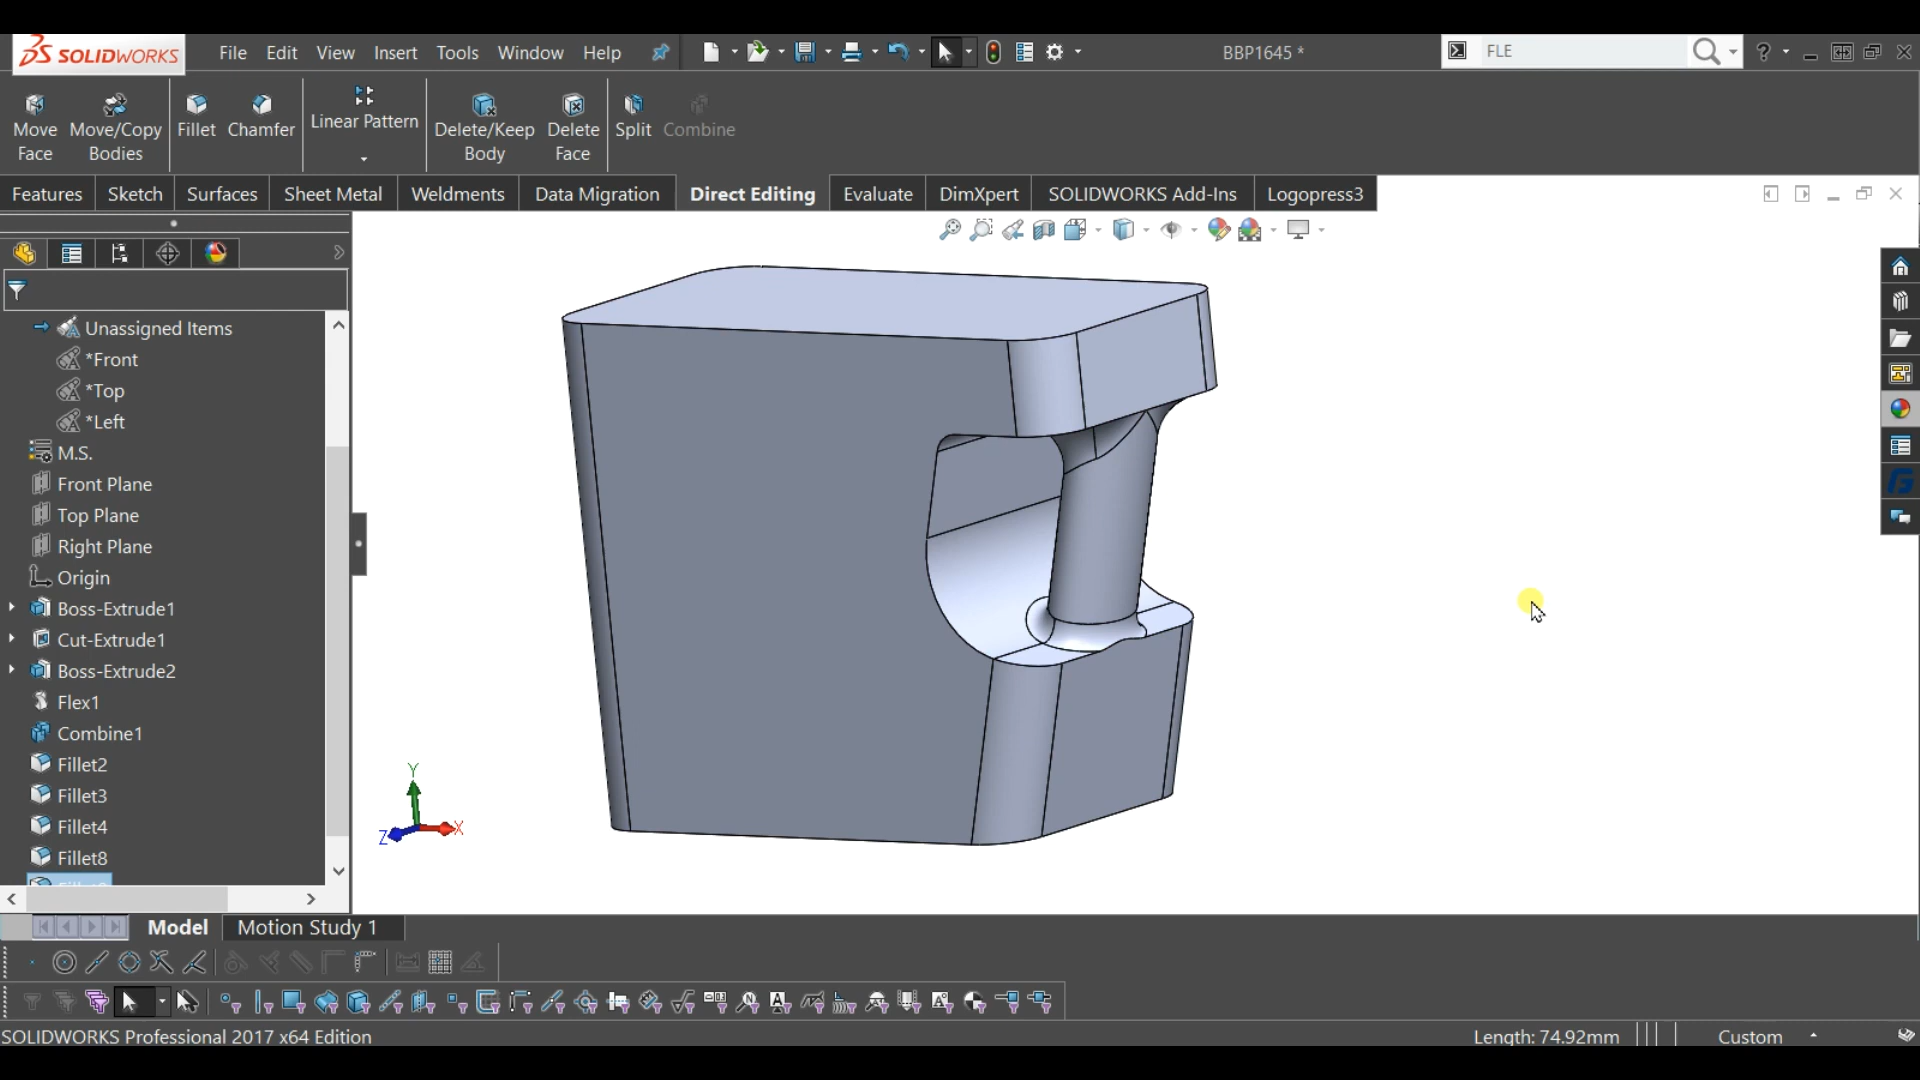 SOLIDWORKS File Edit View Insert Tools Window Help BBP1645 * FLE
Move Face
Move/Copy Bodies
Fillet
Chamfer
Linear Pattern
Delete/Keep Body
Delete Face
Split
Combine
Features Sketch Surfaces Sheet Metal Weldments Data Migration Direct Editing Evaluate DimXpert SOLIDWORKS Add-Ins Logopress3
Unassigned Items
*Front
*Top
*Left
M.S.
Front Plane
Top Plane
Right Plane
Origin
Boss-Extrude1
Cut-Extrude1
Boss-Extrude2
Flex1
Combine1
Fillet2
Fillet3
Fillet4
Fillet8
Y
Z X
Model Motion Study 1
SOLIDWORKS Professional 2017 x64 Edition Length: 74.92mm Custom